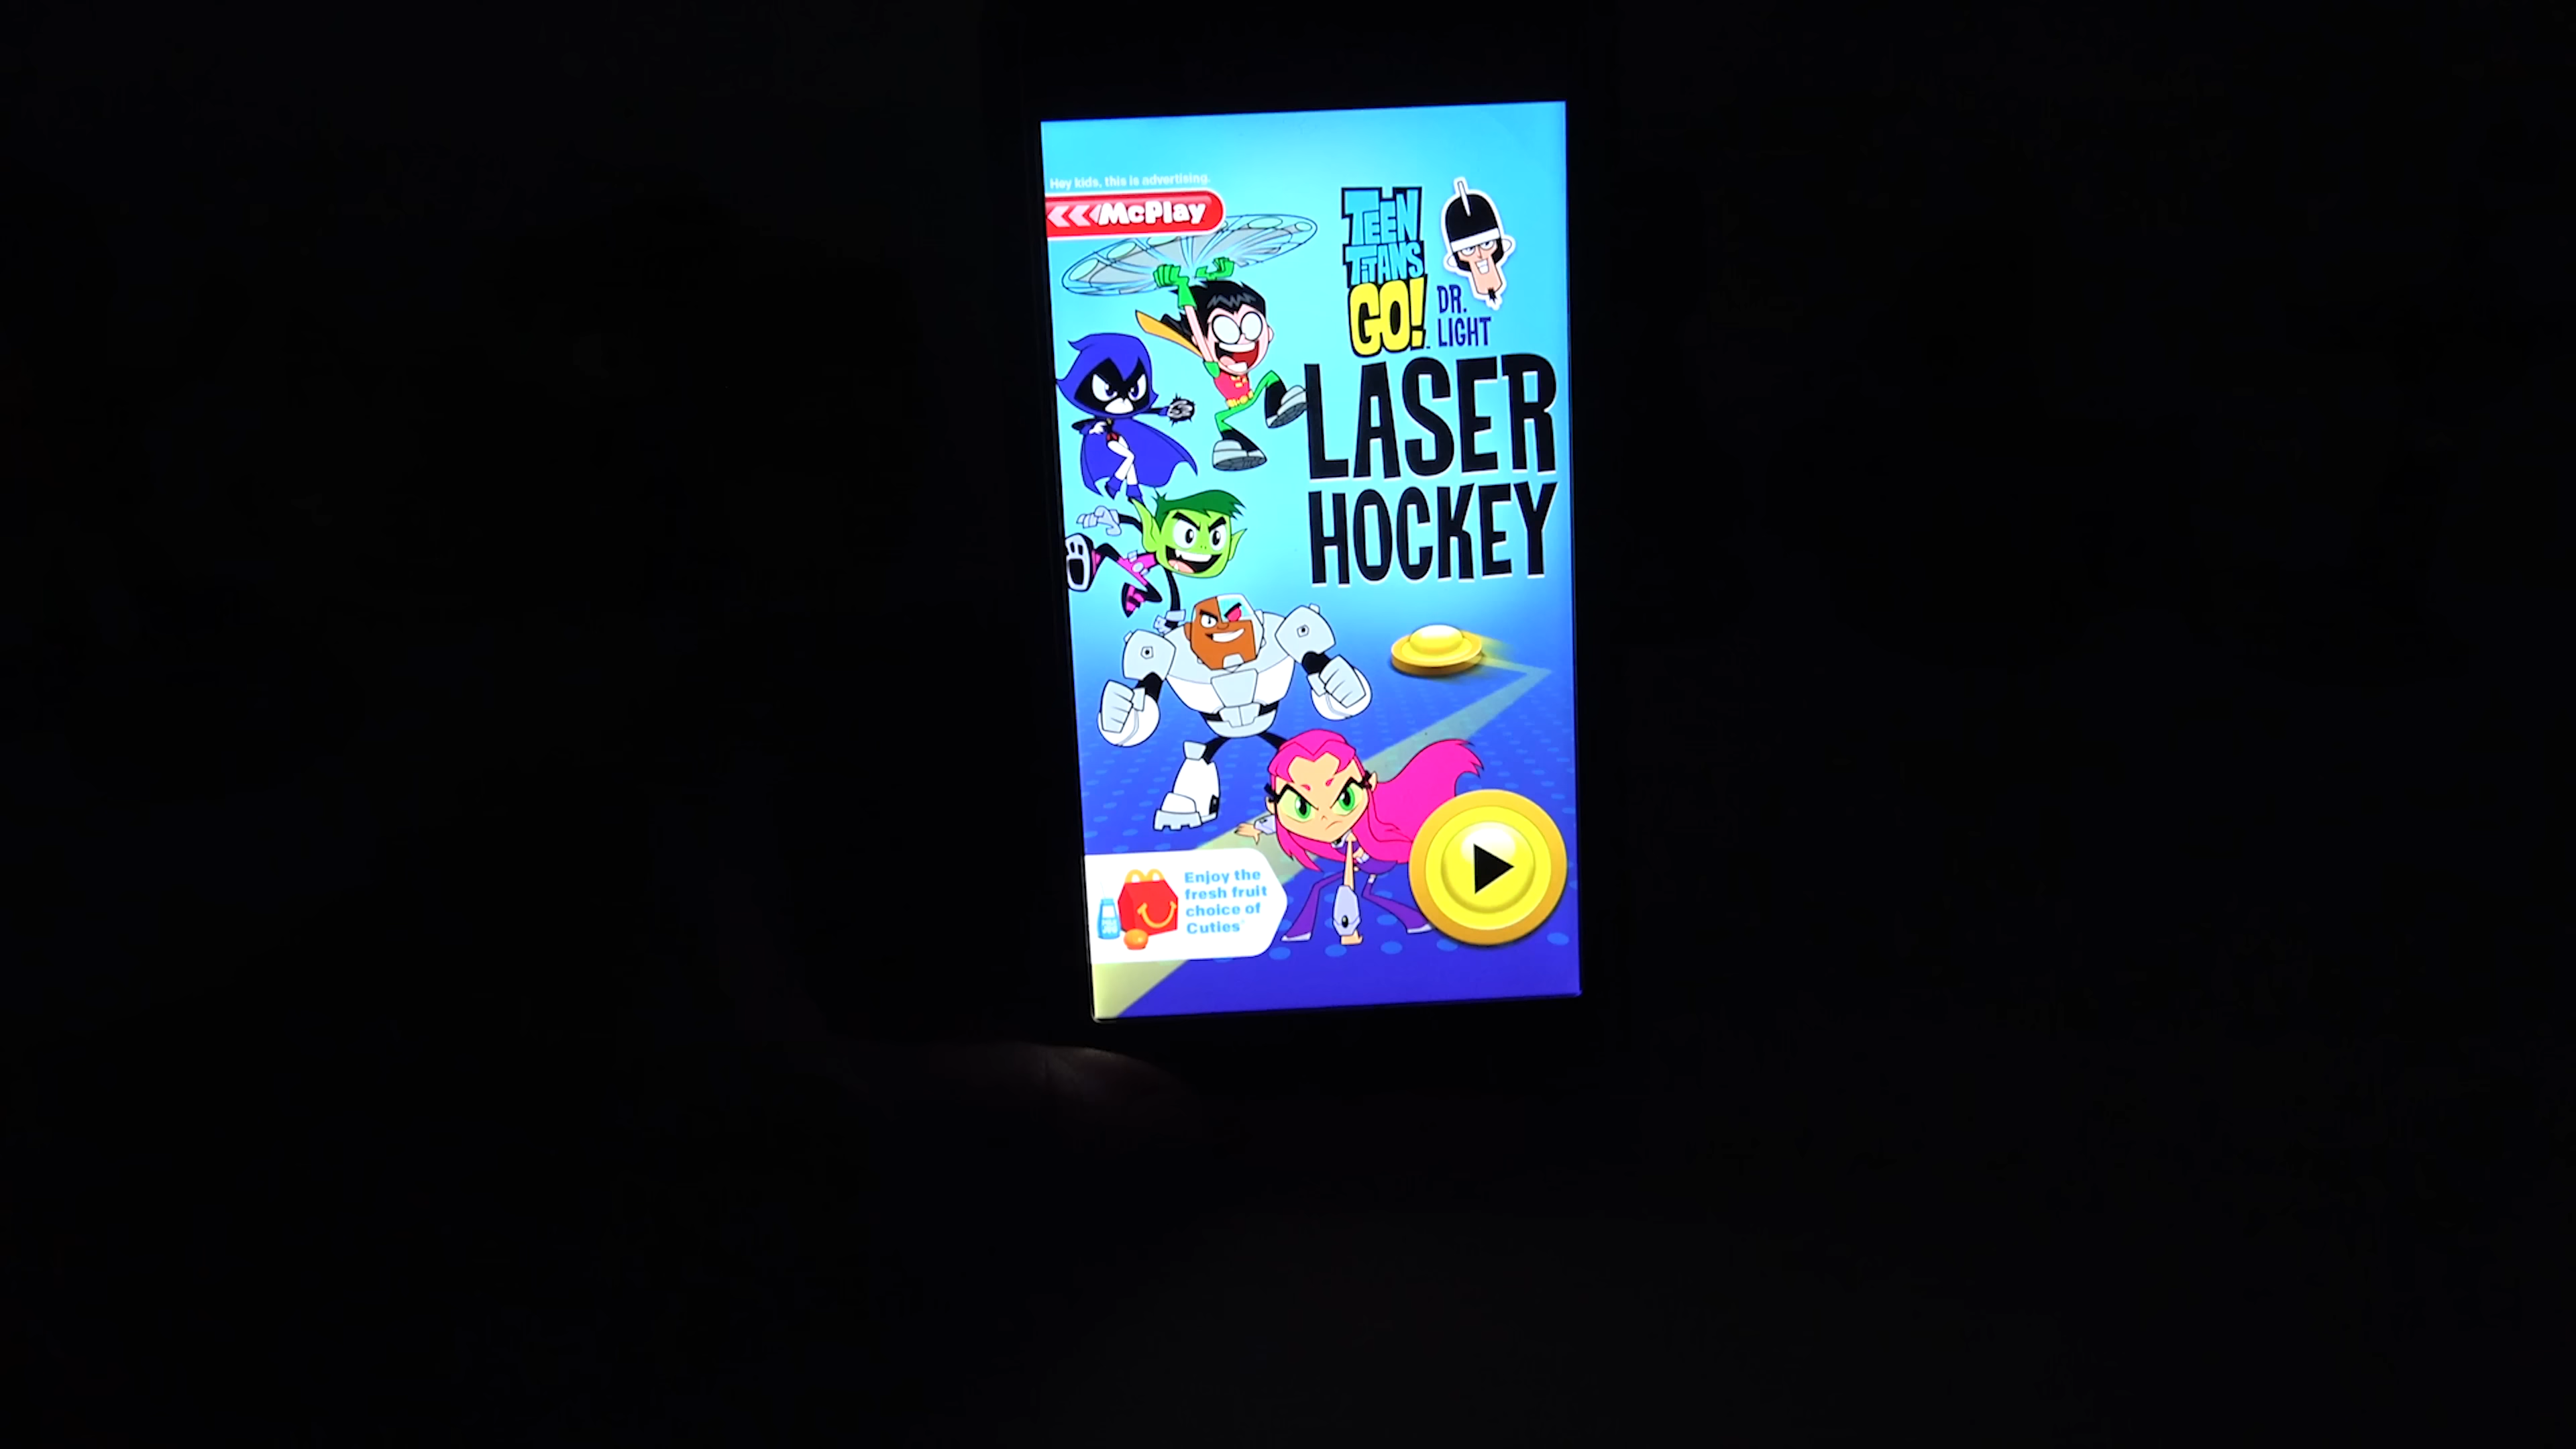 Hey kids, this is advertising.
McPlay
TEEN
TITANS
GO!
DR.
LIGHT
LASER
HOCKEY
Enjoy the
fresh fruit
choice of
Cuties